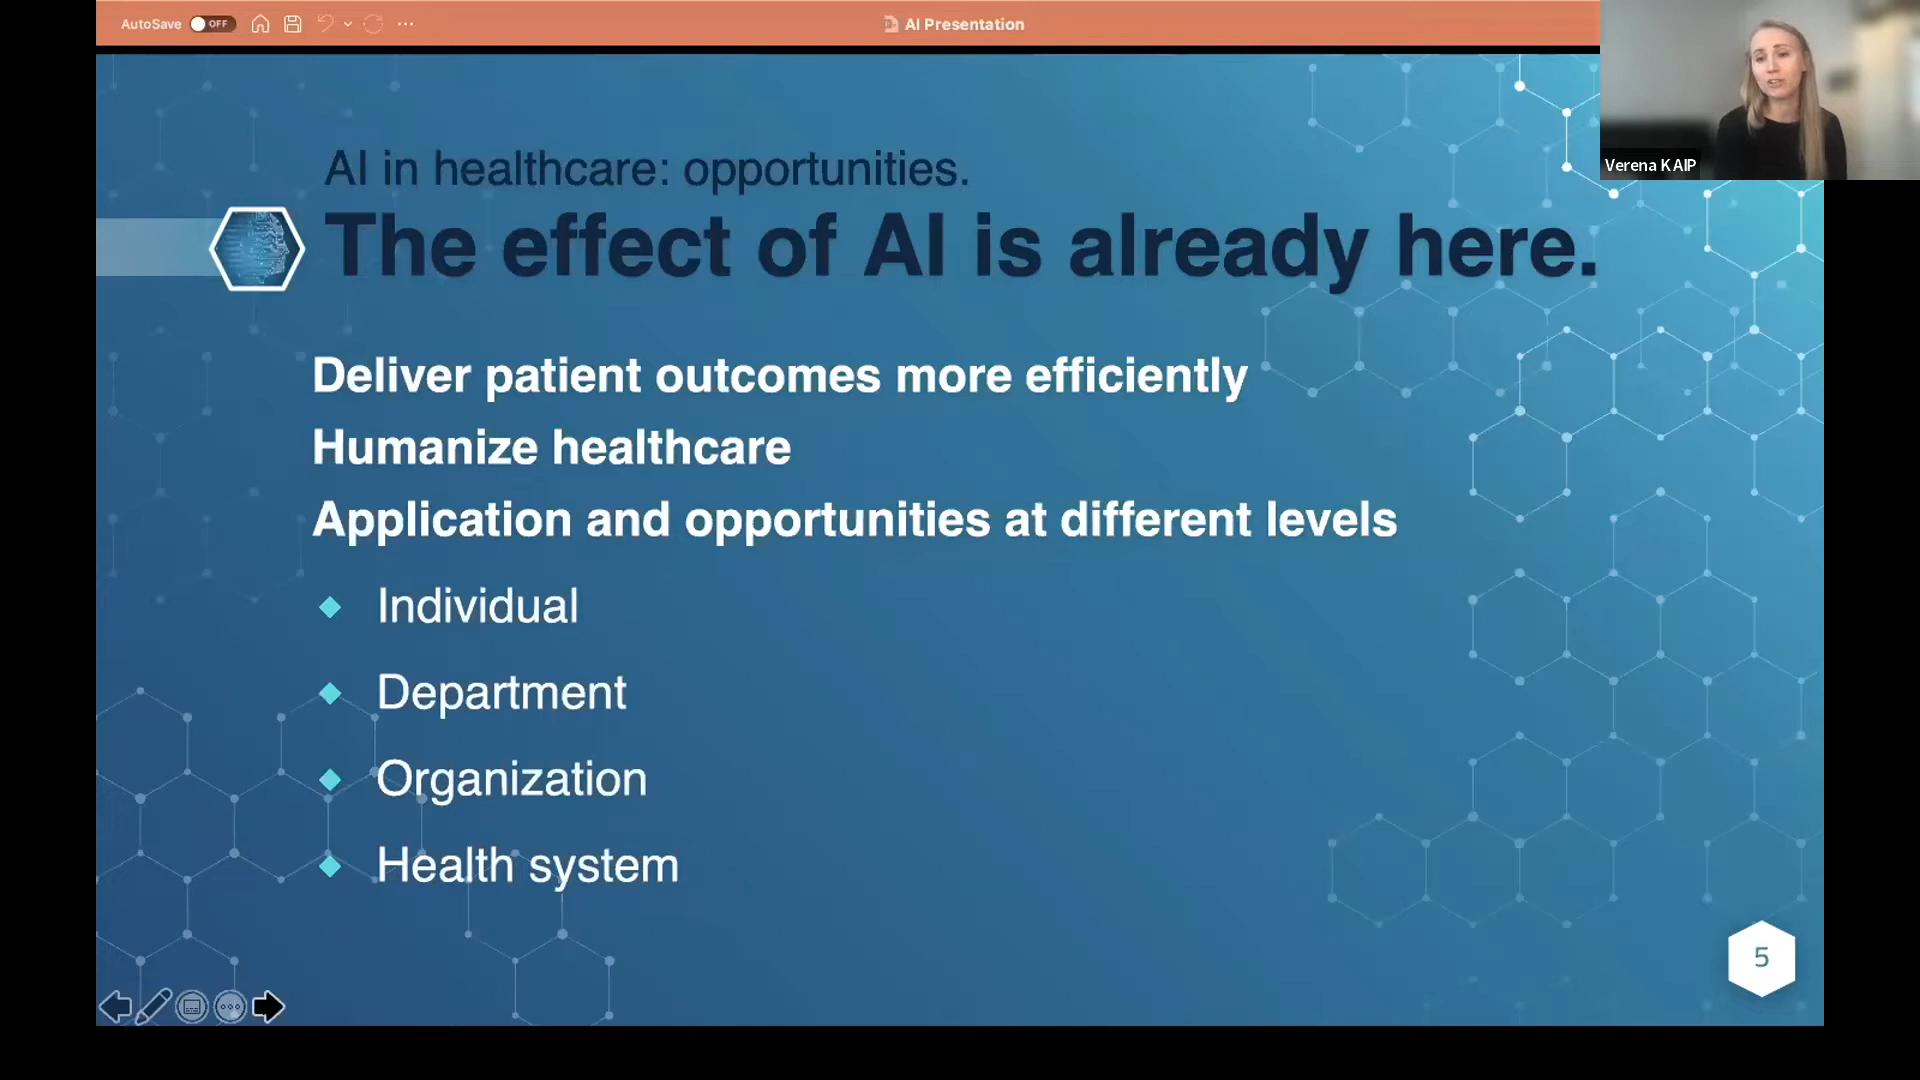 AutoSave OFF
AI Presentation
Verena K AIP
AI in healthcare: opportunities.
The effect of AI is already here.
Deliver patient outcomes more efficiently
Humanize healthcare
Application and opportunities at different levels
Individual
Department
Organization
Health system
5